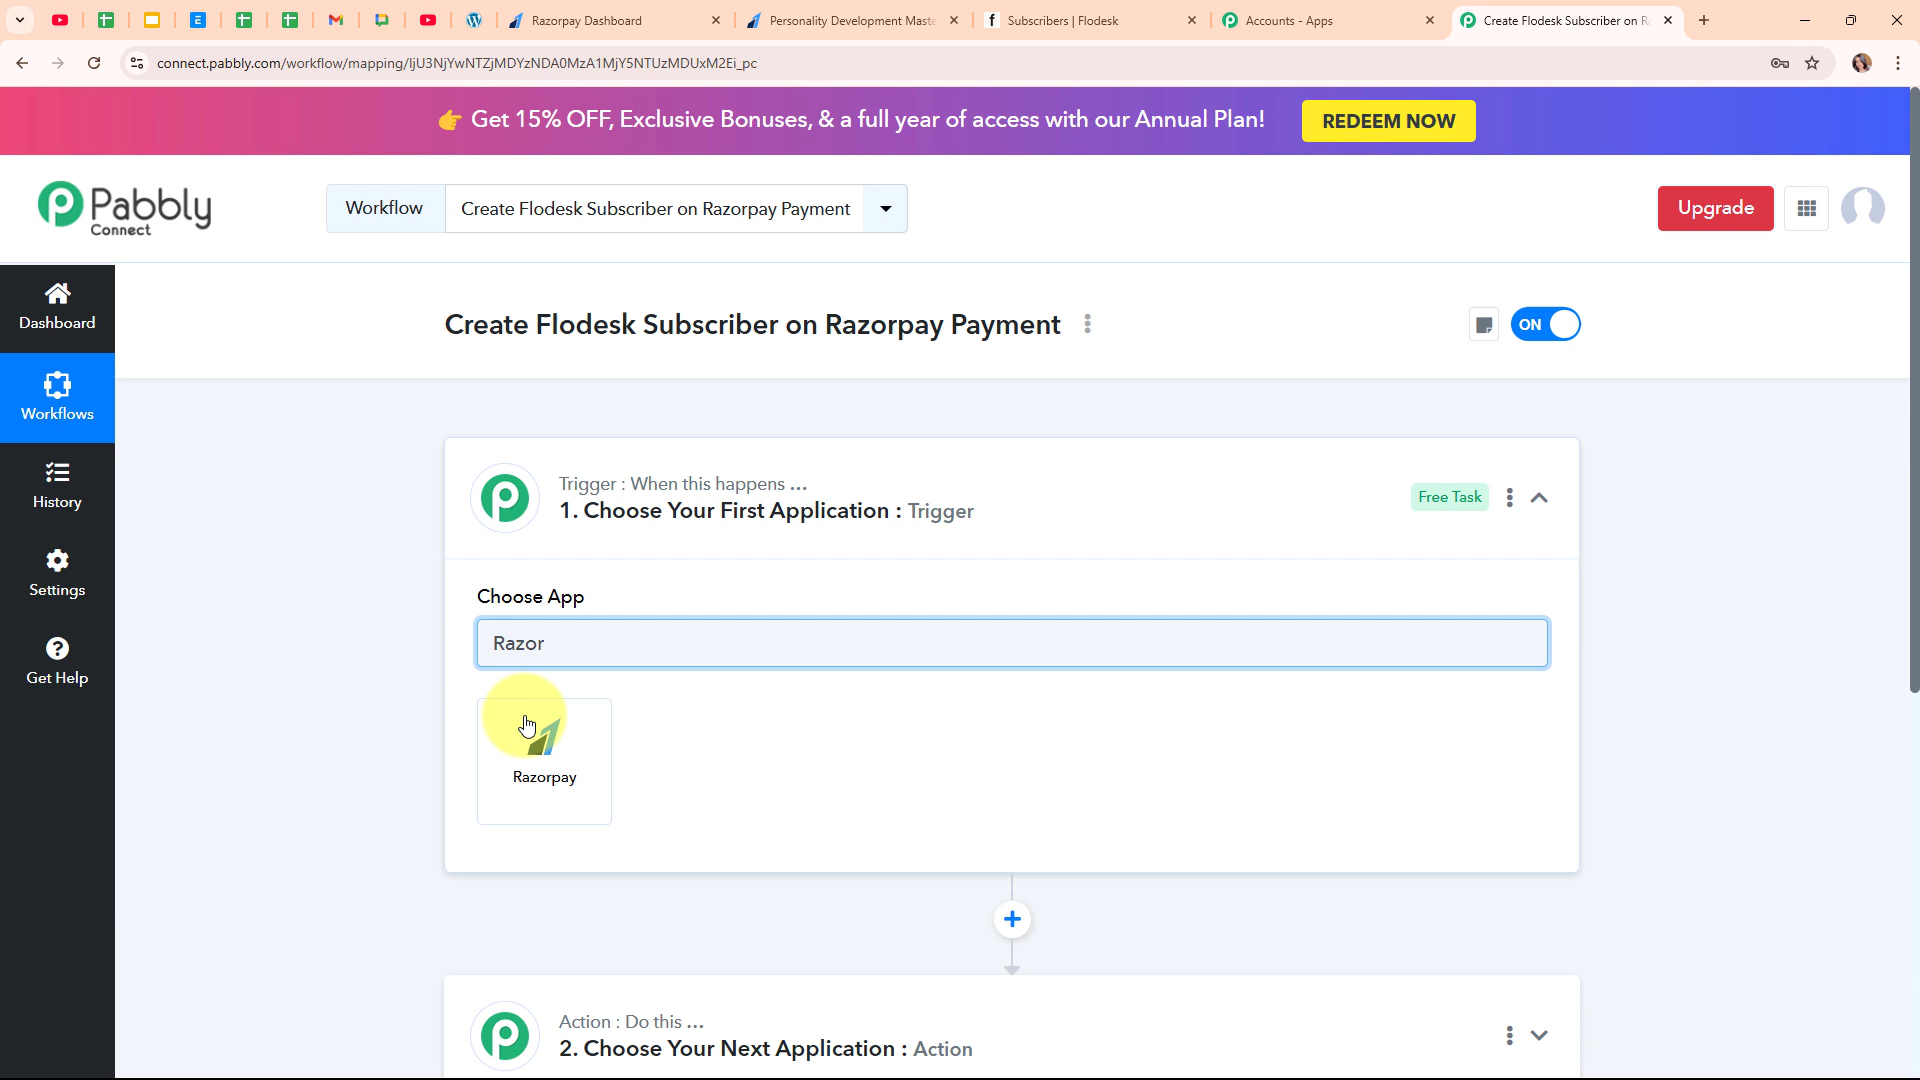 Razorpay Dashboard
Personality Development Maste
Subscribers | Flodesk
Accounts - Apps
Create Flodesk Subscriber on R
connect.pabbly.com/workflow/mapping/IjU3NjYwNTZjMDYzNDA0MzA1MjY5NTUzMDUxM2Ei_pc
👉 Get 15% OFF, Exclusive Bonuses, & a full year of access with our Annual Plan!
REDEEM NOW
Pabbly
Connect
Workflow
Create Flodesk Subscriber on Razorpay Payment
Upgrade
Dashboard
Workflows
History
Settings
Get Help
Create Flodesk Subscriber on Razorpay Payment
ON
Trigger : When this happens ...
1. Choose Your First Application : Trigger
Free Task
Choose App
Razor
Razorpay
Action : Do this ...
2. Choose Your Next Application : Action